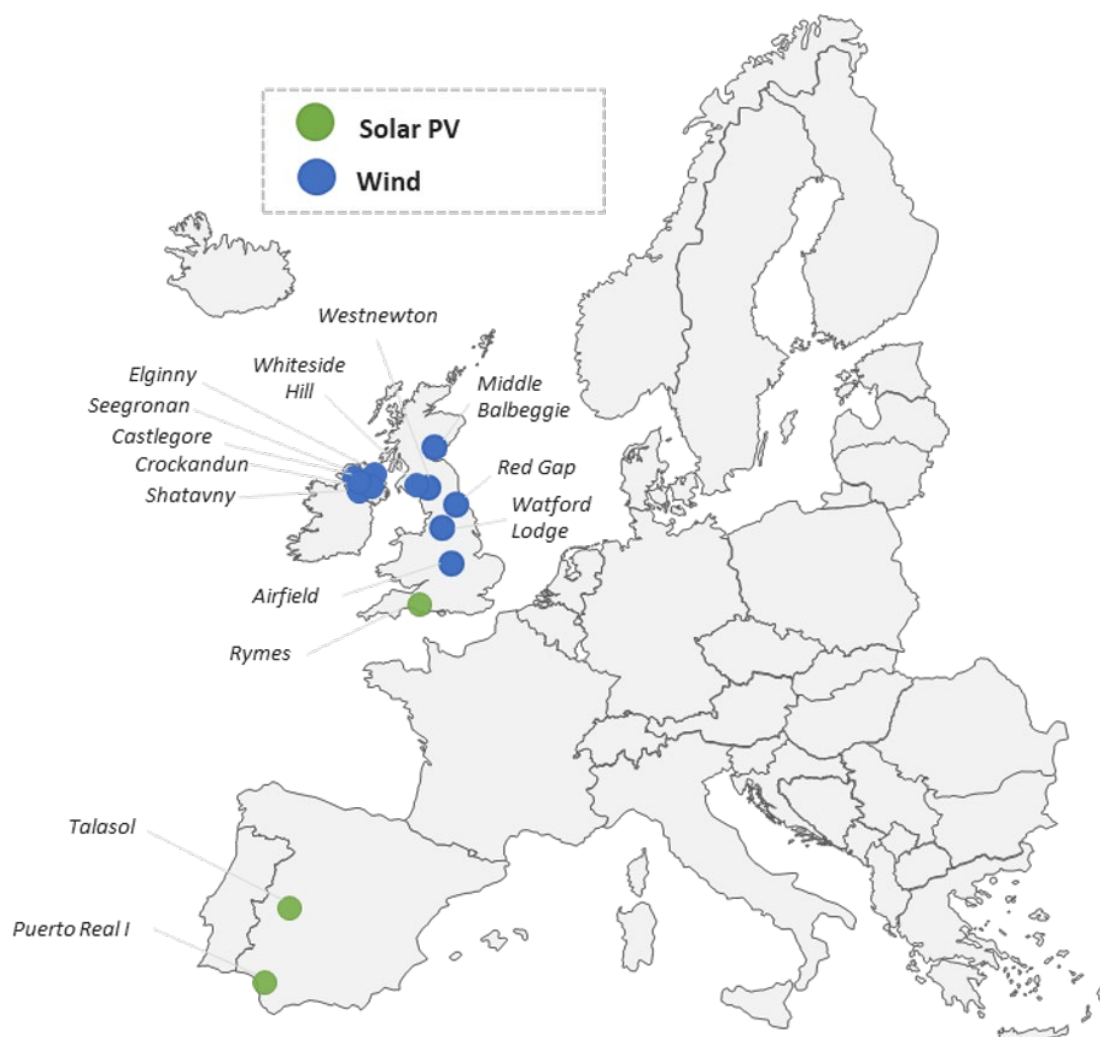 Solar PV
Wind
Westnewton
Whiteside
Hill
Elginny
Seegronan
Castlegore
Crockandun
Shatavny
Middle
Balbeggie
Red Gap
Watford
Lodge
Airfield
Rymes
Talasol
Puerto Real I